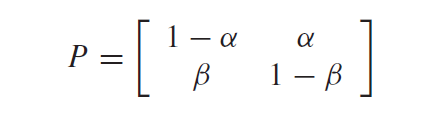 P = [ 1 − α   α
β   1 − β ]